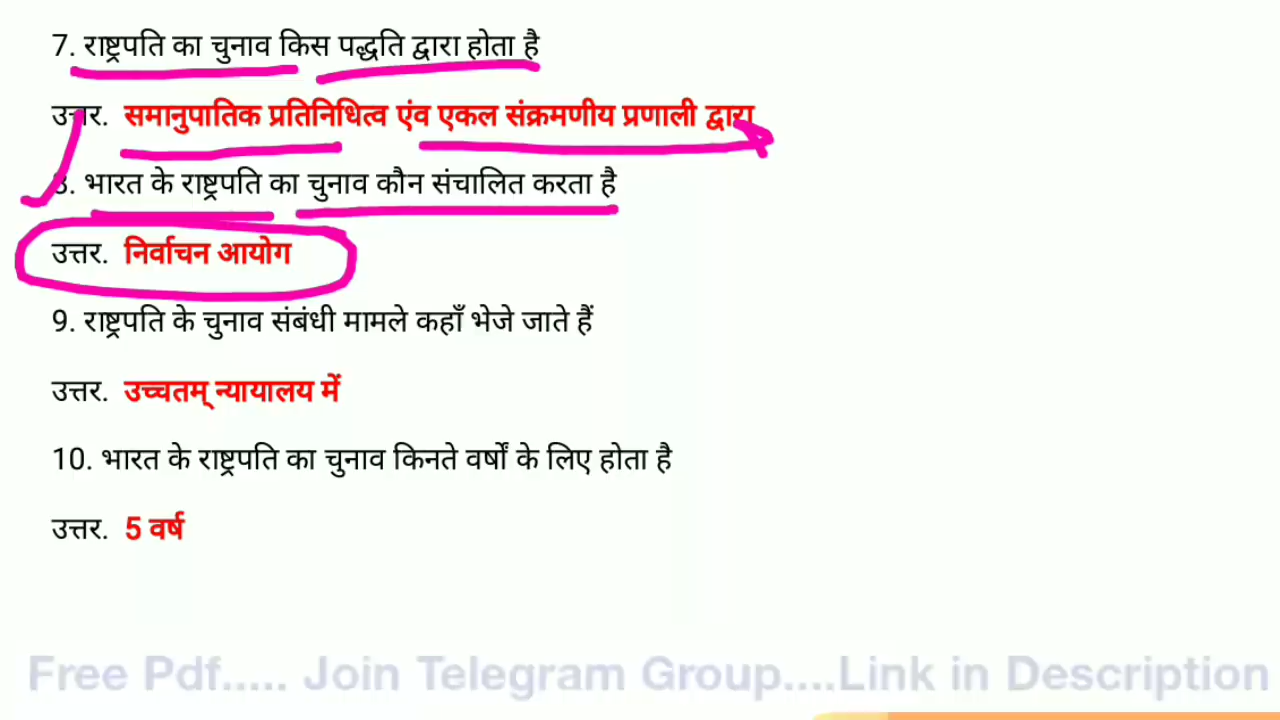 7. राष्ट्रपति का चुनाव किस पद्धति द्वारा होता है
उत्तर. समानुपातिक प्रतिनिधित्व एंव एकल संक्रमणीय प्रणाली द्वारा
8. भारत के राष्ट्रपति का चुनाव कौन संचालित करता है
उत्तर. निर्वाचन आयोग
9. राष्ट्रपति के चुनाव संबंधी मामले कहाँ भेजे जाते हैं
उत्तर. उच्चतम् न्यायालय में
10. भारत के राष्ट्रपति का चुनाव किनते वर्षों के लिए होता है
उत्तर. 5 वर्ष
Free Pdf..... Join Telegram Group....Link in Description